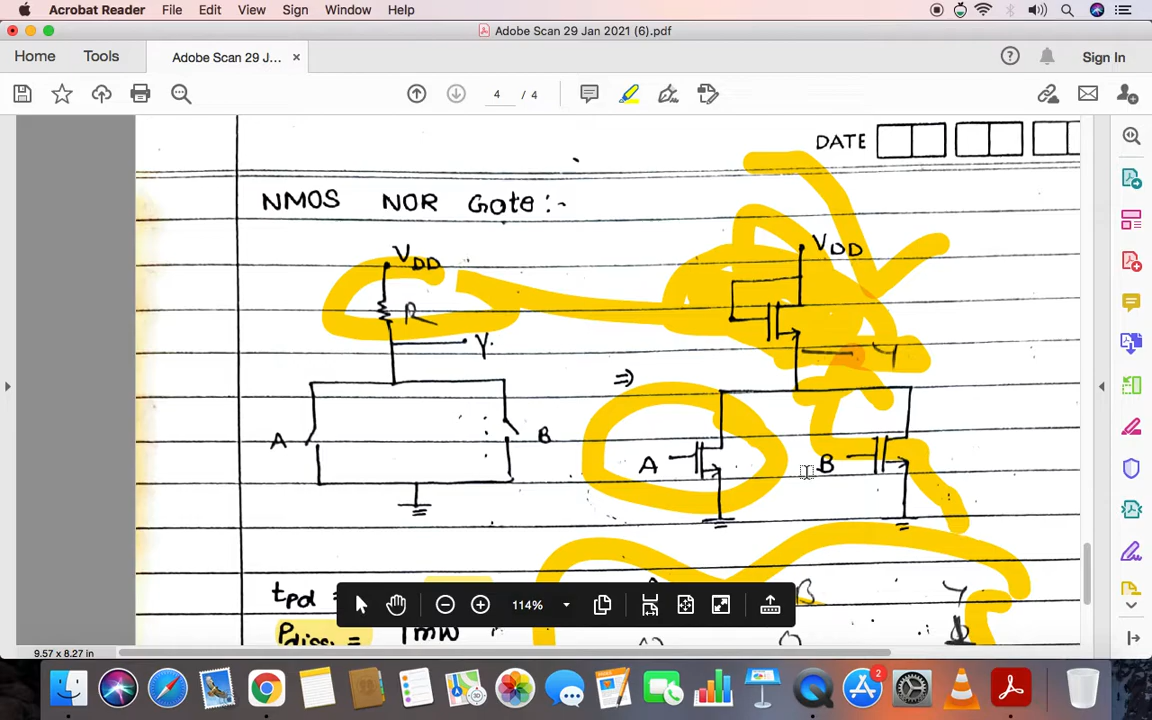 Acrobat Reader File Edit View Sign Window Help
Adobe Scan 29 Jan 2021 (6).pdf
Home Tools Adobe Scan 29 J... × Sign In
4 / 4
DATE
NMOS NOR Gate :-
VDD VDD
R
Y. Y
⇒
A B A B
114%
tpd = B Y
Pdiss. = 1mW
9.57 x 8.27 in
2